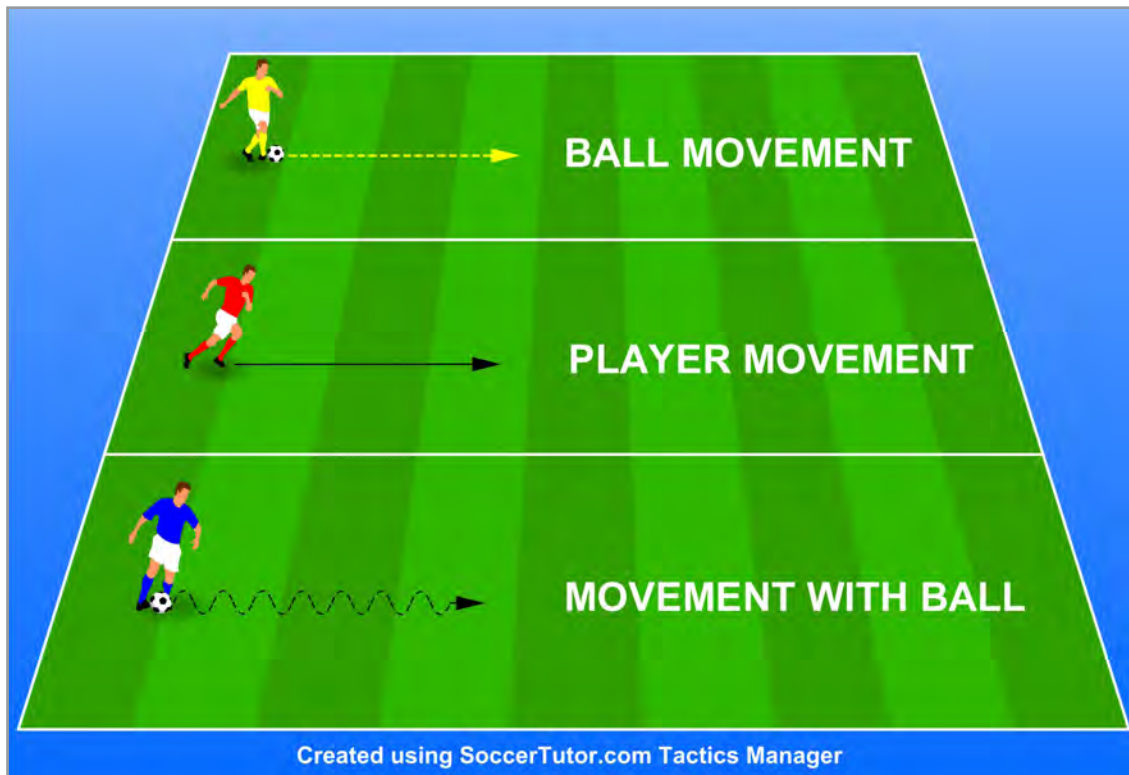 BALL MOVEMENT
PLAYER MOVEMENT
MOVEMENT WITH BALL
Created using SoccerTutor.com Tactics Manager